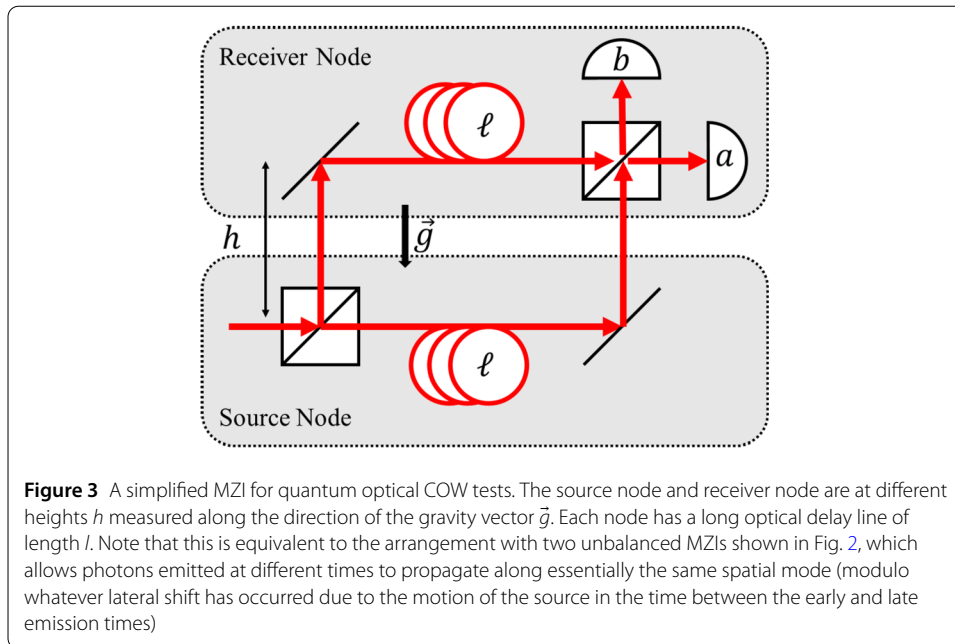 Receiver Node
b
ℓ
a
h
g⃗
ℓ
Source Node
Figure 3 A simplified MZI for quantum optical COW tests. The source node and receiver node are at different
heights h measured along the direction of the gravity vector g⃗. Each node has a long optical delay line of
length l. Note that this is equivalent to the arrangement with two unbalanced MZIs shown in Fig. 2, which
allows photons emitted at different times to propagate along essentially the same spatial mode (modulo
whatever lateral shift has occurred due to the motion of the source in the time between the early and late
emission times)